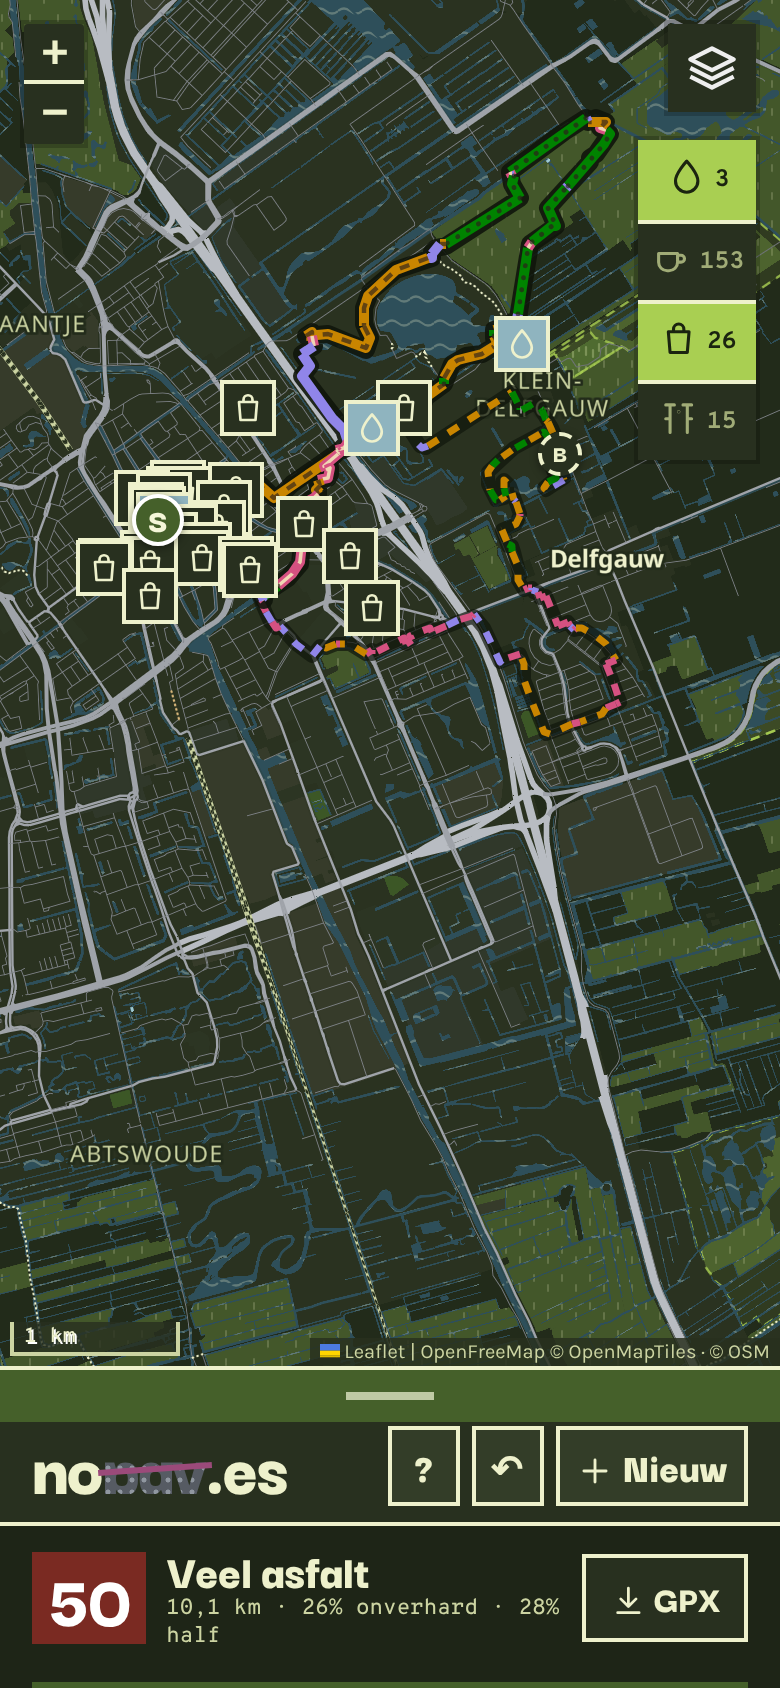 +
−
3
153
26
15
AANTJE
KLEIN-
DELFGAUW
B
S
Delfgauw
ABTSWOUDE
1 km
Leaflet | OpenFreeMap © OpenMapTiles · © OSM
nopav.es
?
+ Nieuw
50
Veel asfalt
10,1 km · 26% onverhard · 28%
half
GPX